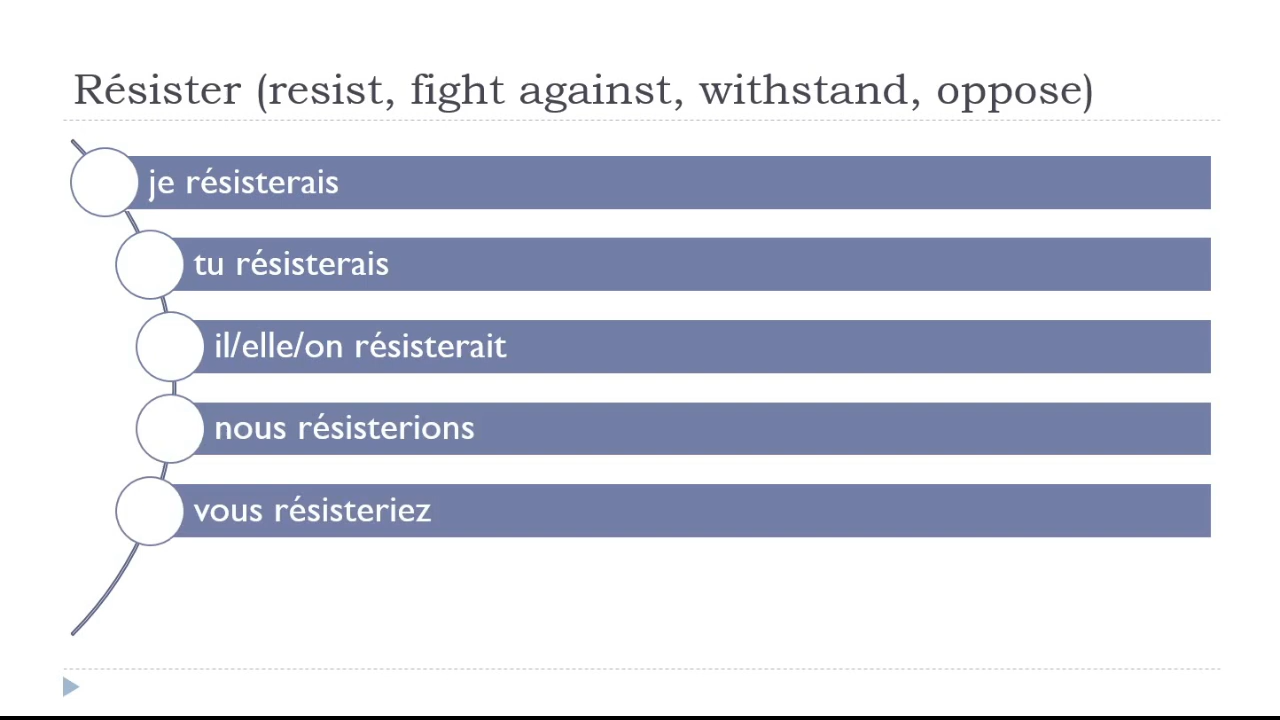 Résister (resist, fight against, withstand, oppose)
je résisterais
tu résisterais
il/elle/on résisterait
nous résisterions
vous résisteriez